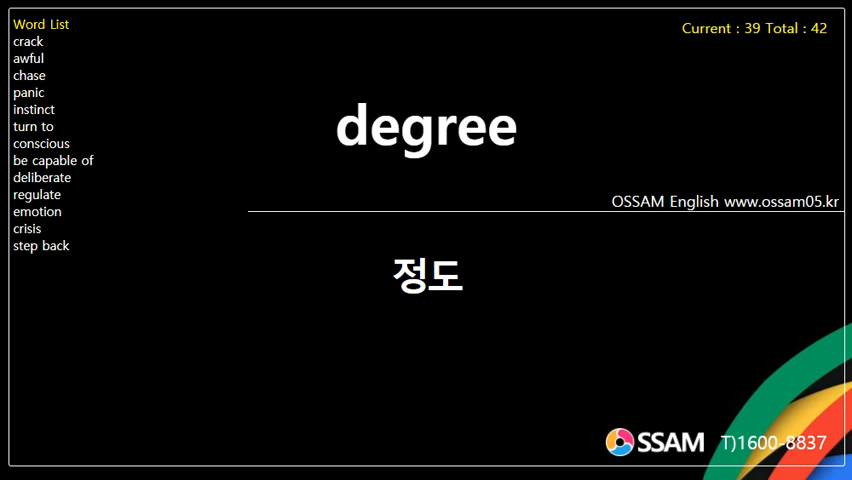 Word List
crack
awful
chase
panic
instinct
turn to
conscious
be capable of
deliberate
regulate
emotion
crisis
step back
Current : 39 Total : 42
degree
OSSAM English www.ossam05.kr
정도
OSSAM T)1600-8837